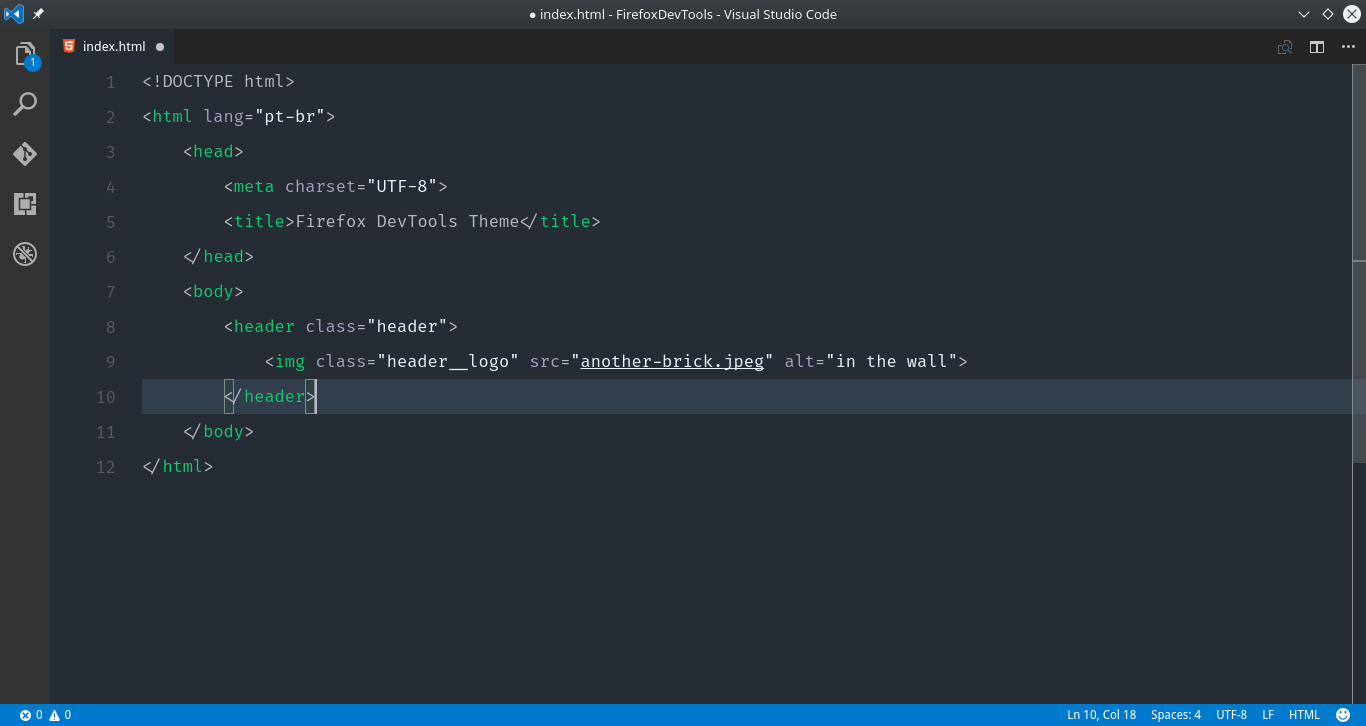 ● index.html - FirefoxDevTools - Visual Studio Code
index.html ●
1
1 <!DOCTYPE html>
2 <html lang="pt-br">
3     <head>
4         <meta charset="UTF-8">
5         <title>Firefox DevTools Theme</title>
6     </head>
7     <body>
8         <header class="header">
9             <img class="header__logo" src="another-brick.jpeg" alt="in the wall">
10         </header>
11     </body>
12 </html>
0 0 Ln 10, Col 18 Spaces: 4 UTF-8 LF HTML